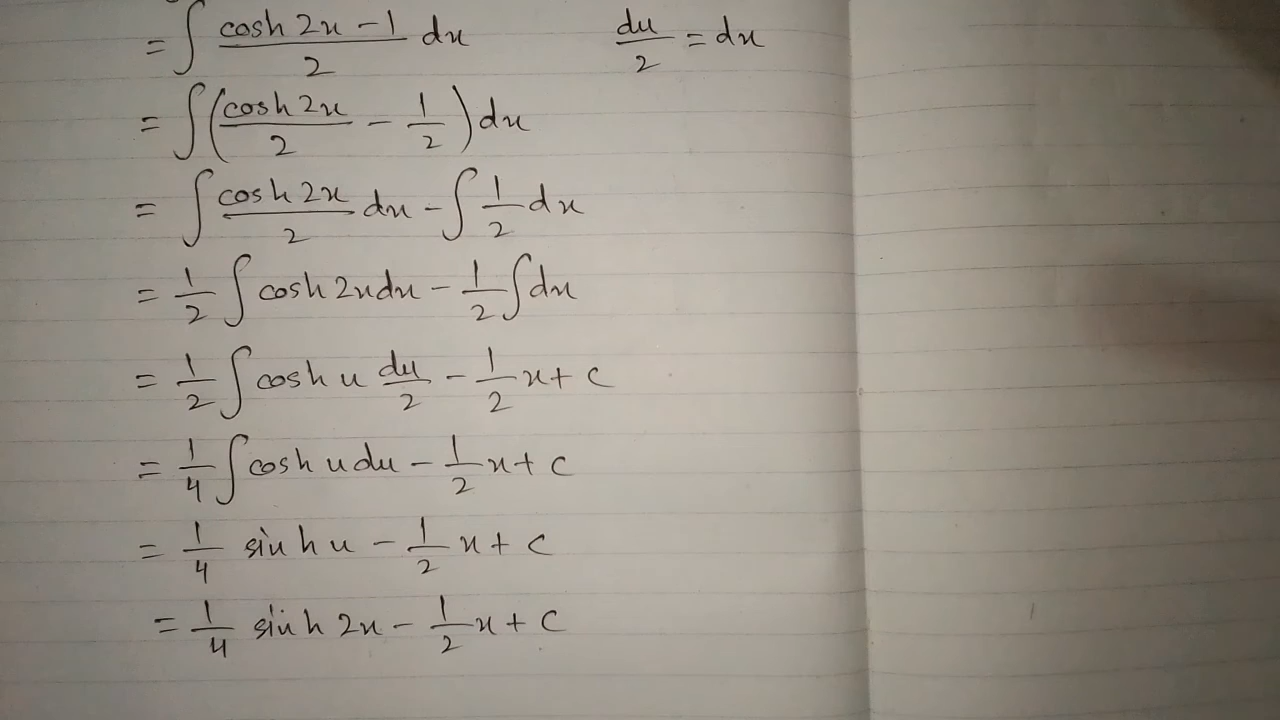 = ∫ (cosh 2x − 1)/2 dx    du/2 = dx
= ∫ (cosh 2x/2 − 1/2) dx
= ∫ cosh 2x/2 dx − ∫ 1/2 dx
= 1/2 ∫ cosh 2x dx − 1/2 ∫ dx
= 1/2 ∫ cosh u du/2 − 1/2 x + c
= 1/4 ∫ cosh u du − 1/2 x + c
= 1/4 sinh u − 1/2 x + c
= 1/4 sinh 2x − 1/2 x + c